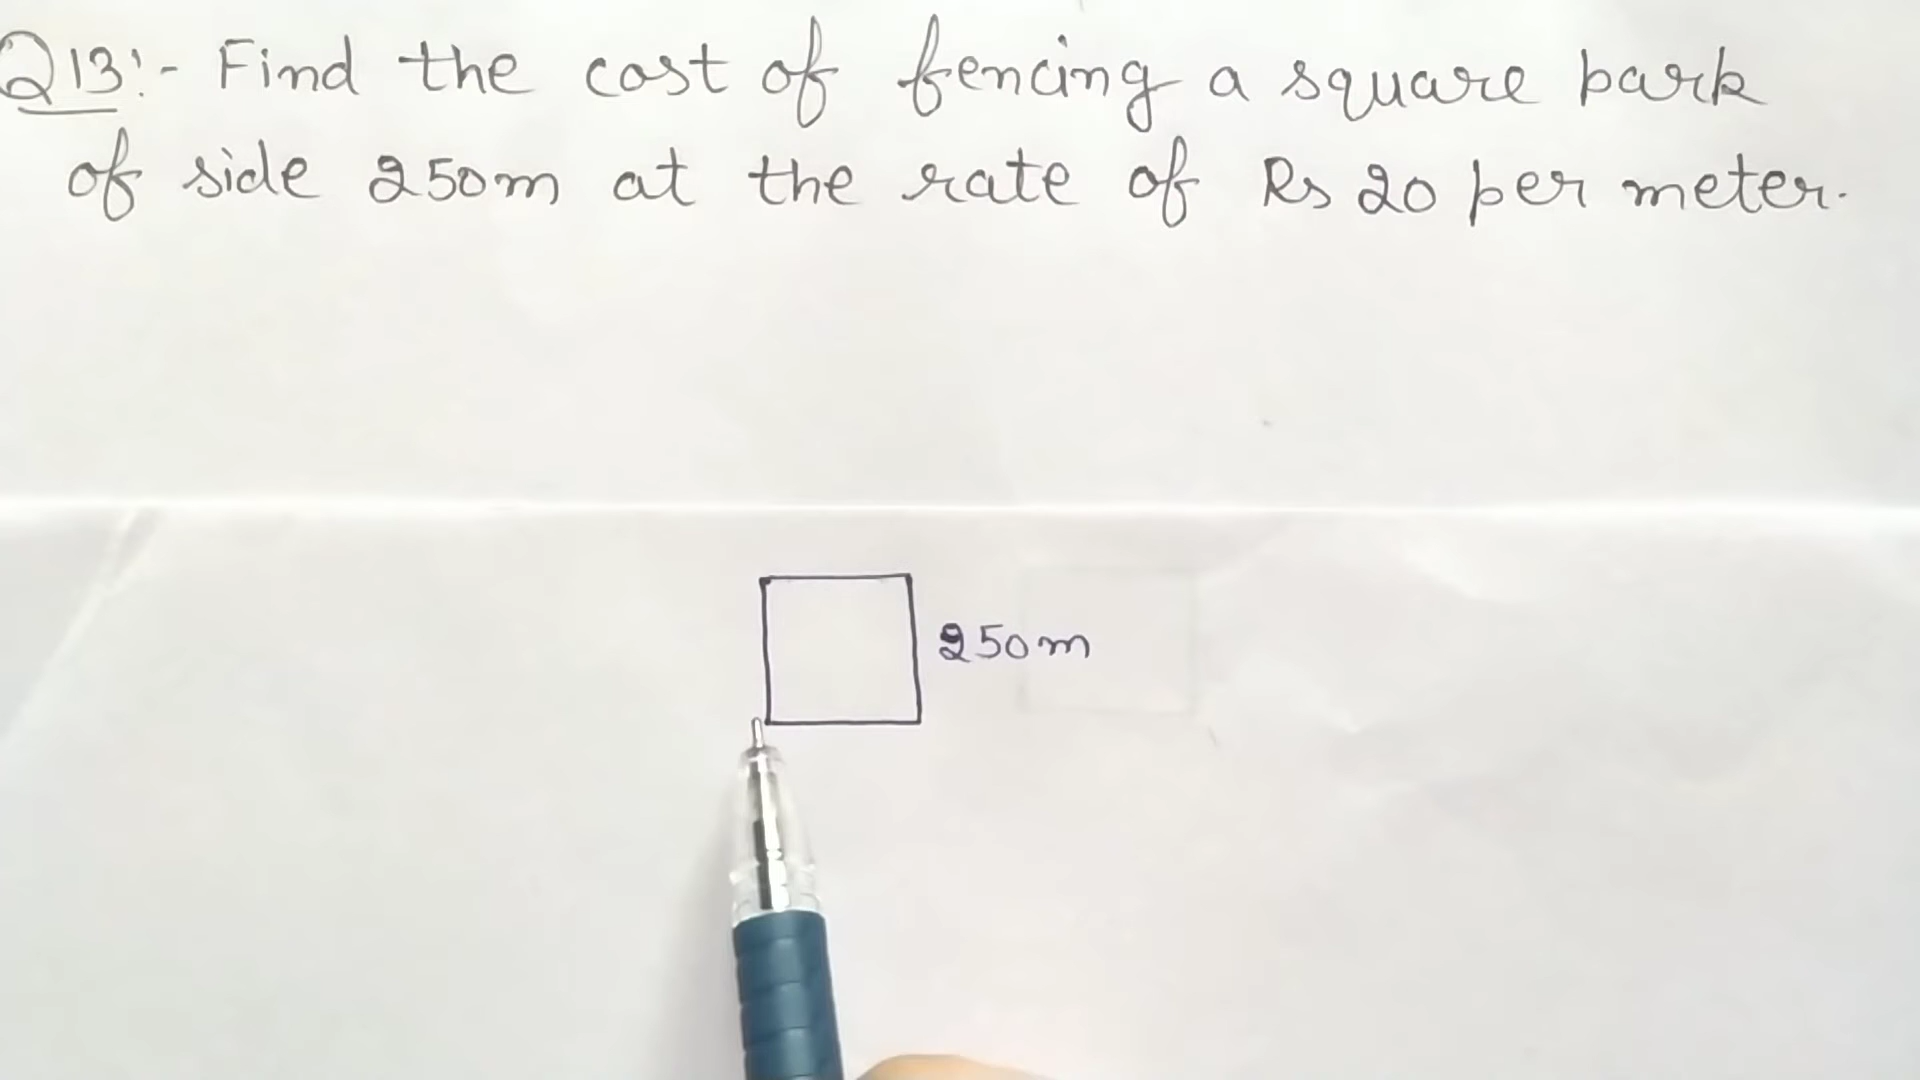 Q13:- Find the cost of fencing a square park
of side 250m at the rate of Rs 20 per meter.
250m